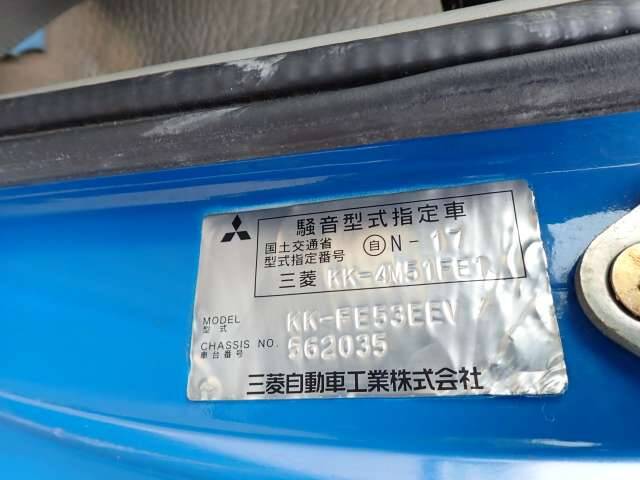 騒音型式指定車
国土交通省
型式指定番号 自N-17
三菱 KK-4M51FE1
MODEL
型式 KK-FE53EEV
CHASSIS NO.
車台番号 562035
三菱自動車工業株式会社